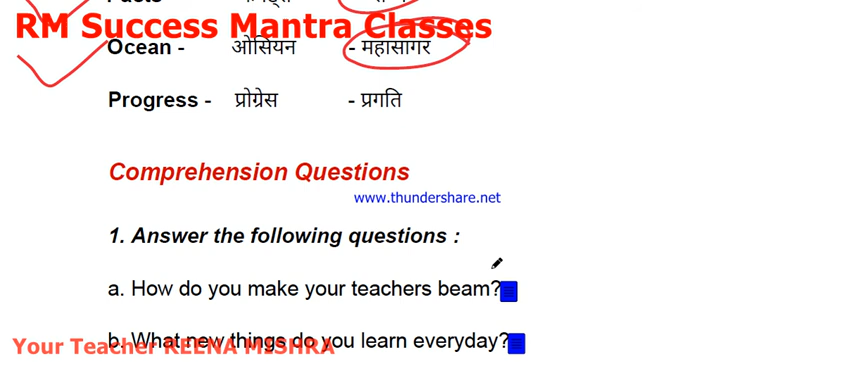 RM Success Mantra Classes
Ocean - ओसियन - महासागर
Progress - प्रोग्रेस - प्रगति
Comprehension Questions
www.thundershare.net
1. Answer the following questions :
a. How do you make your teachers beam?
b. What new things do you learn everyday?
Your Teacher REENA MISHRA